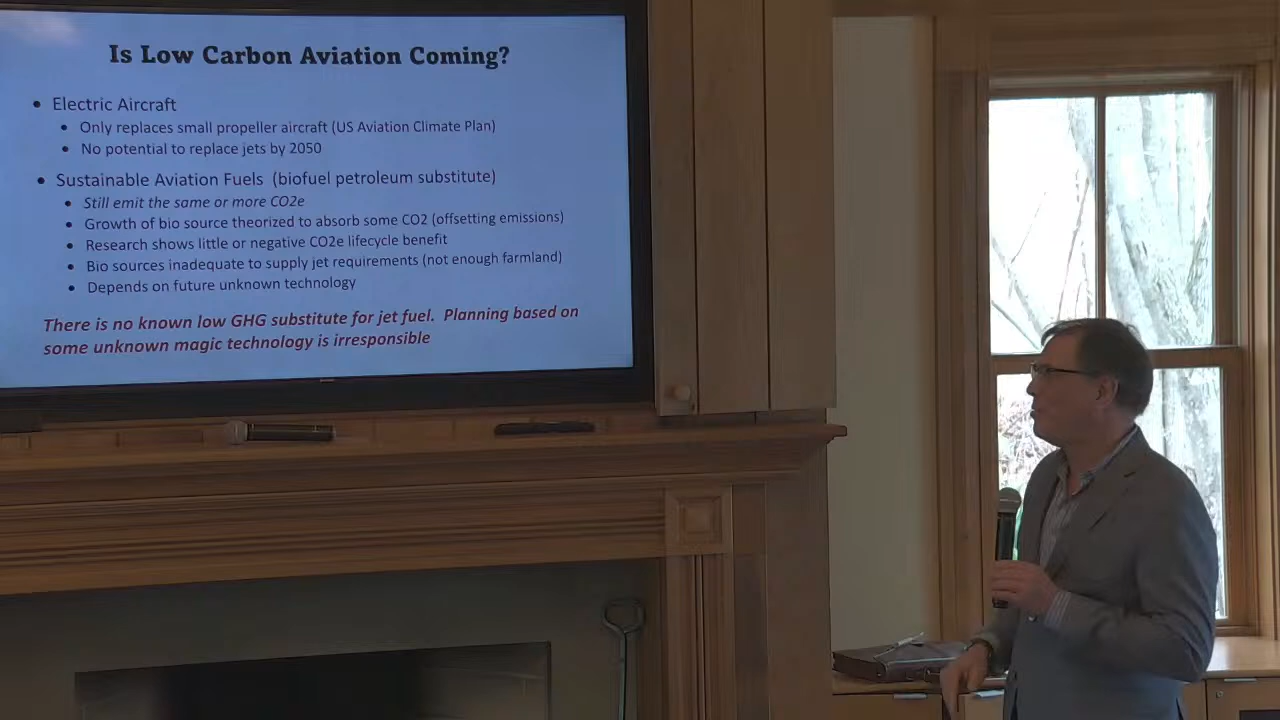 Is Low Carbon Aviation Coming?
• Electric Aircraft
• Only replaces small propeller aircraft (US Aviation Climate Plan)
• No potential to replace jets by 2050
• Sustainable Aviation Fuels (biofuel petroleum substitute)
• Still emit the same or more CO2e
• Growth of bio source theorized to absorb some CO2 (offsetting emissions)
• Research shows little or negative CO2e lifecycle benefit
• Bio sources inadequate to supply jet requirements (not enough farmland)
• Depends on future unknown technology
There is no known low GHG substitute for jet fuel. Planning based on
some unknown magic technology is irresponsible